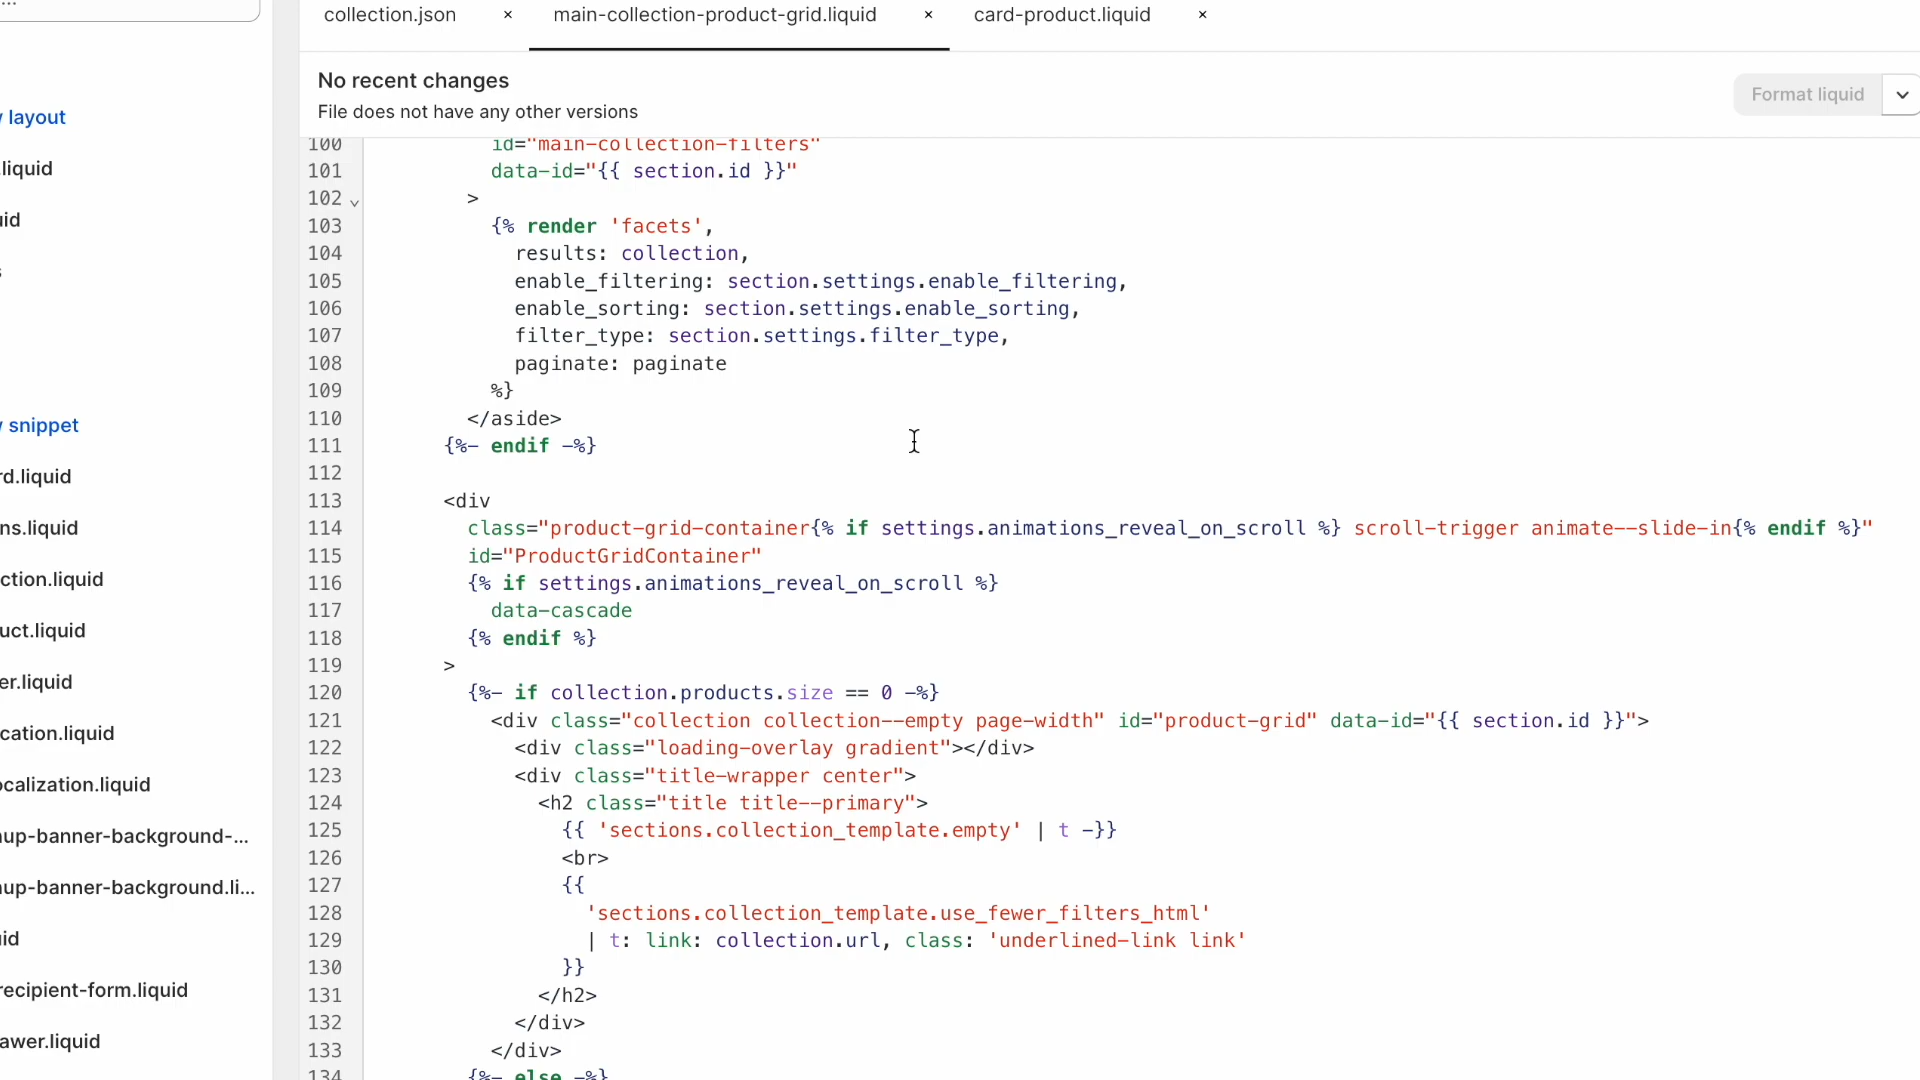 ...
collection.json ×
main-collection-product-grid.liquid ×
card-product.liquid ×
No recent changes
File does not have any other versions
Format liquid
layout
.liquid
snippet
ction.liquid
uct.liquid
er.liquid
cation.liquid
ocalization.liquid
nup-banner-background-...
nup-banner-background.li...
recipient-form.liquid
awer.liquid
100 id="main-collection-filters"
101 data-id="{{ section.id }}"
102 >
103 {% render 'facets',
104 results: collection,
105 enable_filtering: section.settings.enable_filtering,
106 enable_sorting: section.settings.enable_sorting,
107 filter_type: section.settings.filter_type,
108 paginate: paginate
109 %}
110 </aside>
111 {%- endif -%}
112
113 <div
114 class="product-grid-container{% if settings.animations_reveal_on_scroll %} scroll-trigger animate--slide-in{% endif %}"
115 id="ProductGridContainer"
116 {% if settings.animations_reveal_on_scroll %}
117 data-cascade
118 {% endif %}
119 >
120 {%- if collection.products.size == 0 -%}
121 <div class="collection collection--empty page-width" id="product-grid" data-id="{{ section.id }}">
122 <div class="loading-overlay gradient"></div>
123 <div class="title-wrapper center">
124 <h2 class="title title--primary">
125 {{ 'sections.collection_template.empty' | t -}}
126 <br>
127 {{
128 'sections.collection_template.use_fewer_filters_html'
129 | t: link: collection.url, class: 'underlined-link link'
130 }}
131 </h2>
132 </div>
133 </div>
134 {%- else -%}